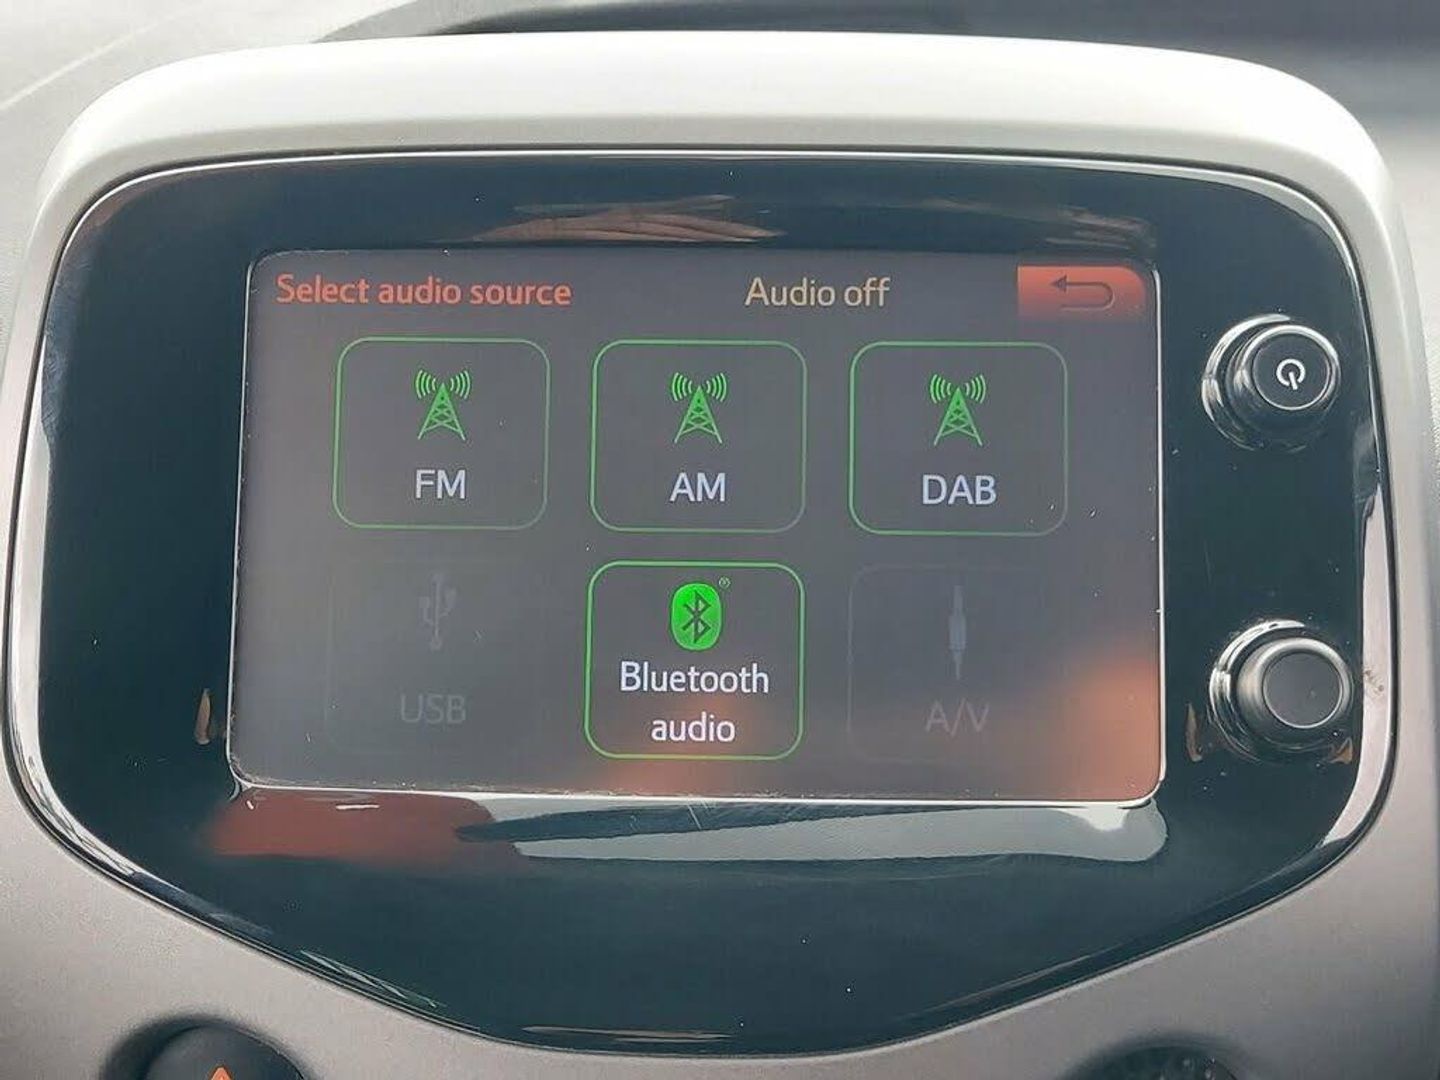 Select audio source
Audio off
FM
AM
DAB
USB
Bluetooth
audio
A/V